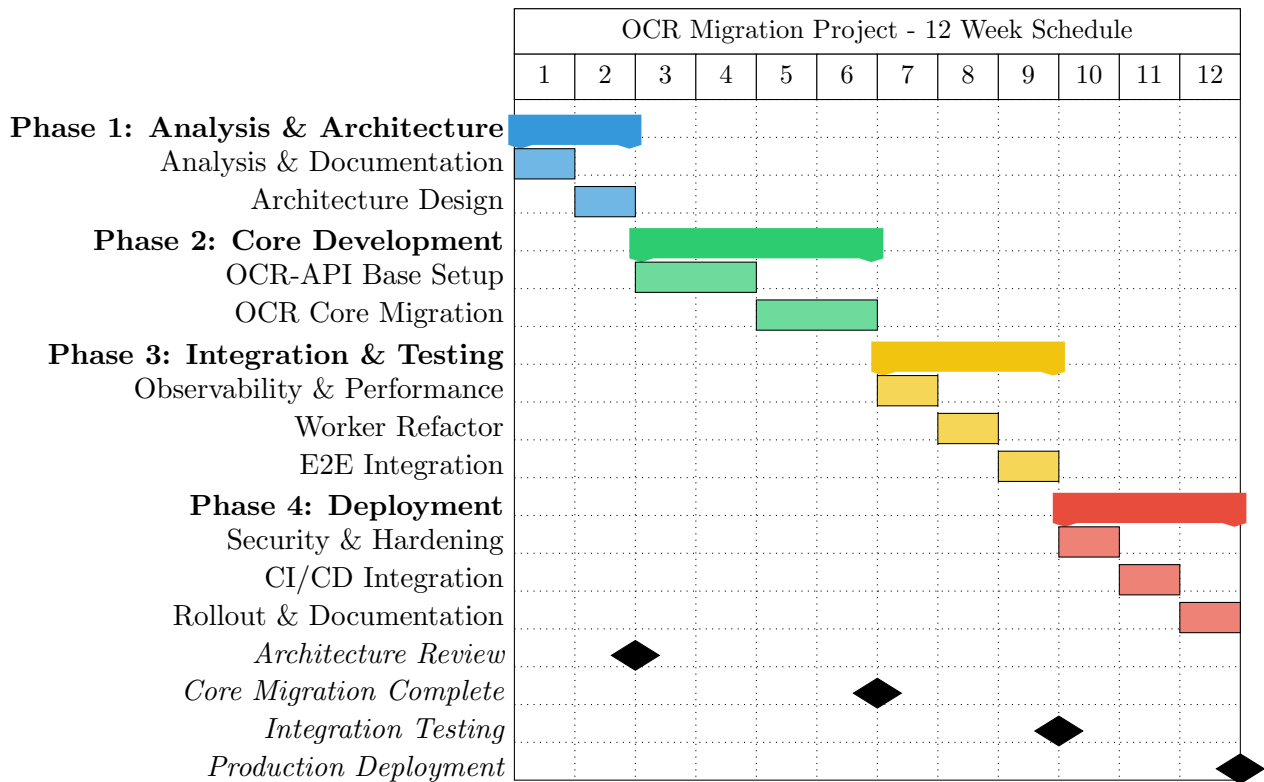 OCR Migration Project - 12 Week Schedule
1 2 3 4 5 6 7 8 9 10 11 12
Phase 1: Analysis & Architecture
Analysis & Documentation
Architecture Design
Phase 2: Core Development
OCR-API Base Setup
OCR Core Migration
Phase 3: Integration & Testing
Observability & Performance
Worker Refactor
E2E Integration
Phase 4: Deployment
Security & Hardening
CI/CD Integration
Rollout & Documentation
Architecture Review
Core Migration Complete
Integration Testing
Production Deployment